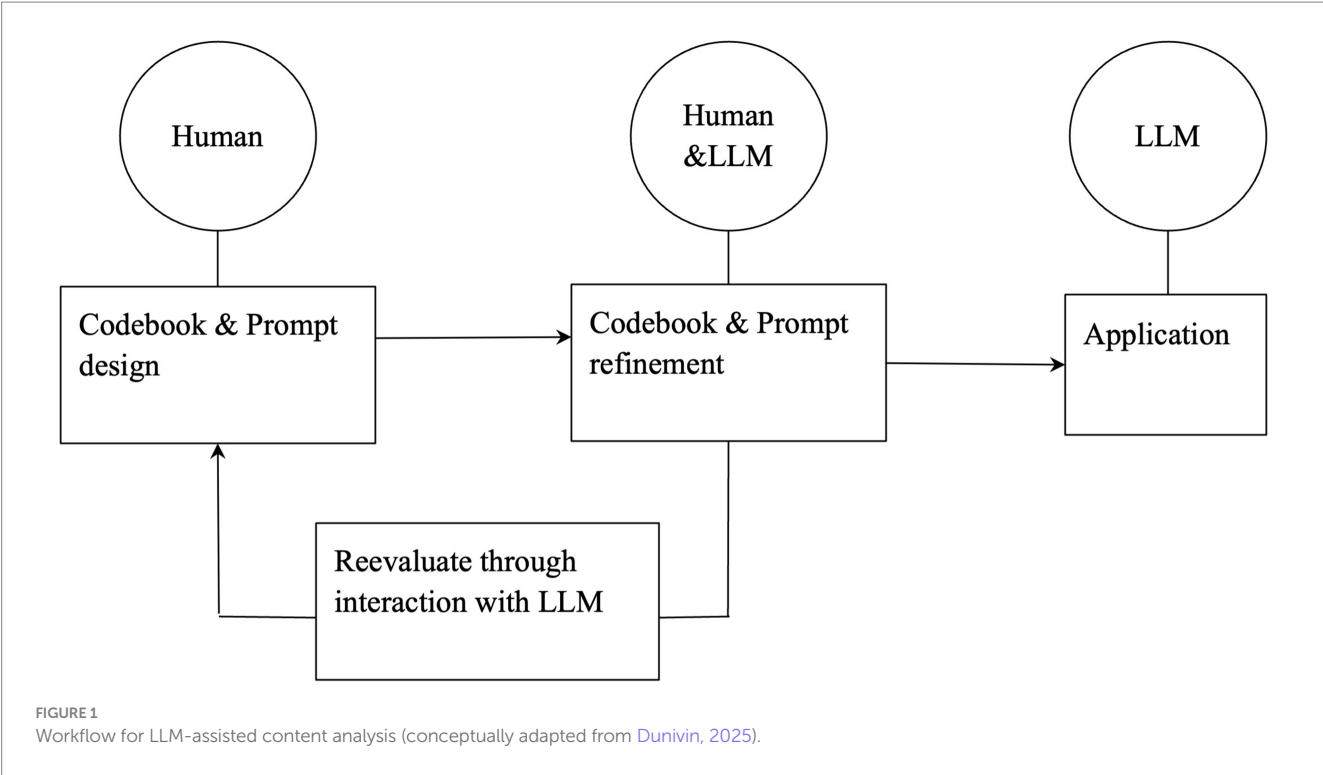 Human
Human
&LLM
LLM
Codebook & Prompt
design
Codebook & Prompt
refinement
Application
Reevaluate through
interaction with LLM
FIGURE 1
Workflow for LLM-assisted content analysis (conceptually adapted from Dunivin, 2025).